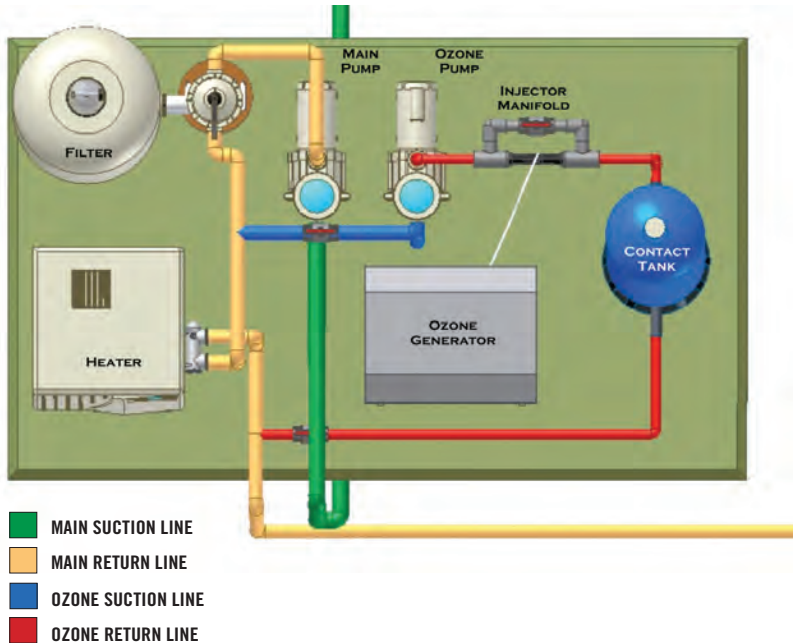 MAIN
PUMP
OZONE
PUMP
INJECTOR
MANIFOLD
FILTER
CONTACT
TANK
OZONE
GENERATOR
HEATER
MAIN SUCTION LINE
MAIN RETURN LINE
OZONE SUCTION LINE
OZONE RETURN LINE